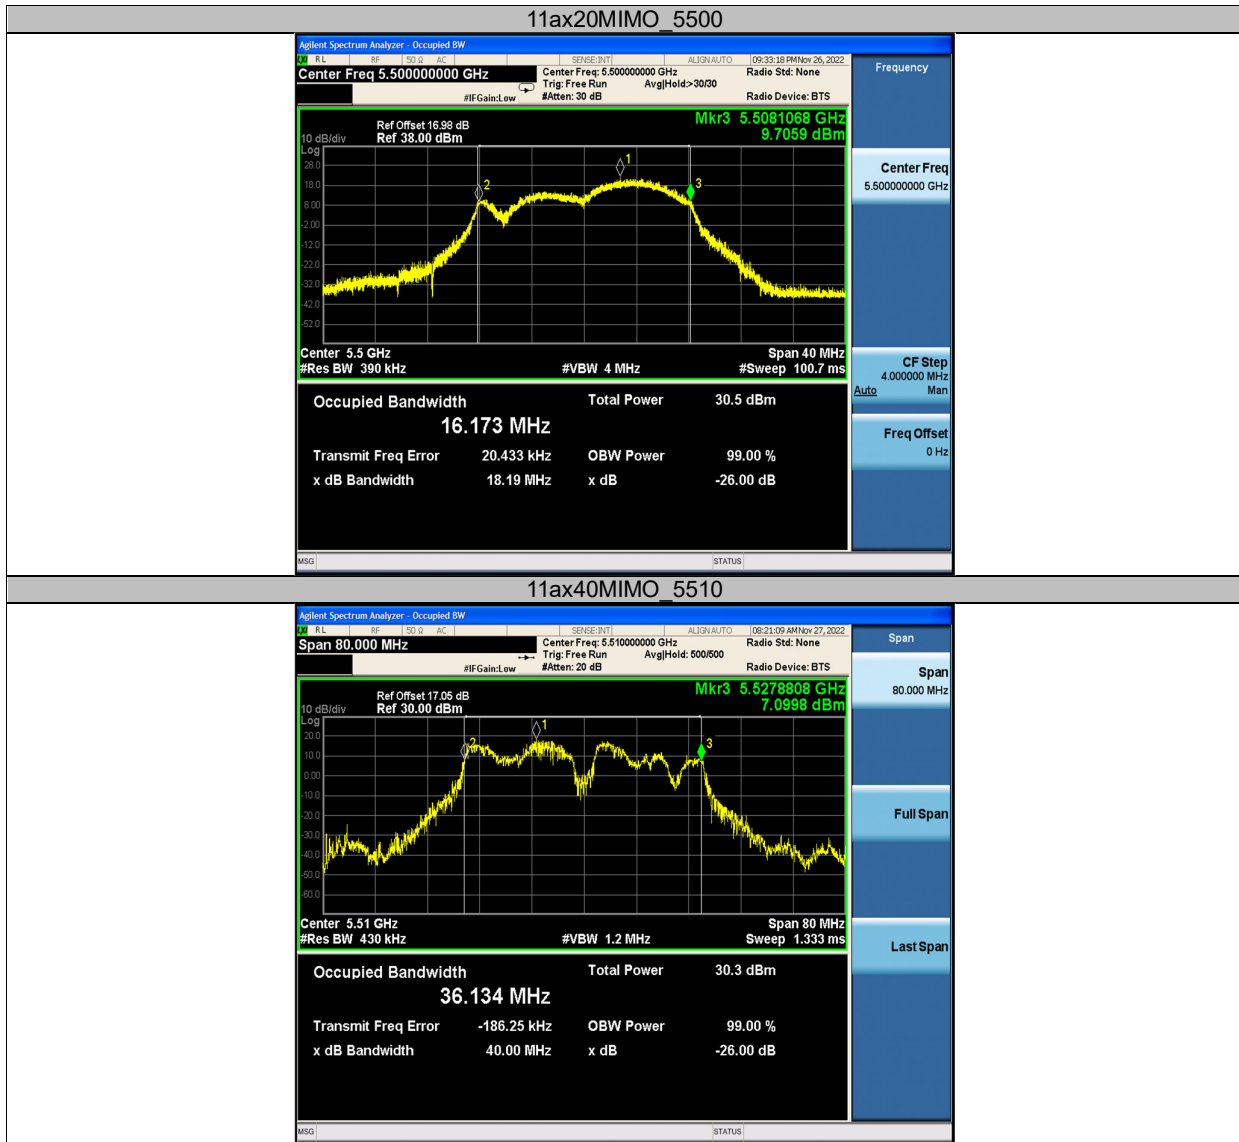 11ax20MIMO_5500
Agilent Spectrum Analyzer - Occupied BW
RL RF 50 Ω AC SENSE:INT ALIGN AUTO 09:33:18 PM Nov 26, 2022
Center Freq 5.500000000 GHz Center Freq: 5.500000000 GHz Radio Std: None Frequency
Trig: Free Run Avg|Hold:>30/30
#IFGain:Low #Atten: 30 dB Radio Device: BTS
Mkr3 5.5081068 GHz
Ref Offset 16.98 dB
10 dB/div Ref 38.00 dBm 9.7059 dBm
Log
28.0
18.0
8.00
-2.00
-12.0
-22.0
-32.0
-42.0
-52.0
1
2
3
Center Freq
5.500000000 GHz
Center 5.5 GHz Span 40 MHz
#Res BW 390 kHz #VBW 4 MHz #Sweep 100.7 ms
CF Step
4.000000 MHz
Auto Man
Occupied Bandwidth Total Power 30.5 dBm
16.173 MHz
Freq Offset
0 Hz
Transmit Freq Error 20.433 kHz OBW Power 99.00 %
x dB Bandwidth 18.19 MHz x dB -26.00 dB
MSG STATUS
11ax40MIMO_5510
Agilent Spectrum Analyzer - Occupied BW
RL RF 50 Ω AC SENSE:INT ALIGN AUTO 08:21:09 AM Nov 27, 2022
Span 80.000 MHz Center Freq: 5.510000000 GHz Radio Std: None Span
Trig: Free Run Avg|Hold: 500/500
#IFGain:Low #Atten: 20 dB Radio Device: BTS
Span
80.000 MHz
Mkr3 5.5278808 GHz
Ref Offset 17.05 dB
10 dB/div Ref 30.00 dBm 7.0998 dBm
Log
20.0
10.0
0.00
-10.0
-20.0
-30.0
-40.0
-50.0
-60.0
1
2
3
Full Span
Center 5.51 GHz Span 80 MHz
#Res BW 430 kHz #VBW 1.2 MHz Sweep 1.333 ms
Last Span
Occupied Bandwidth Total Power 30.3 dBm
36.134 MHz
Transmit Freq Error -186.25 kHz OBW Power 99.00 %
x dB Bandwidth 40.00 MHz x dB -26.00 dB
MSG STATUS